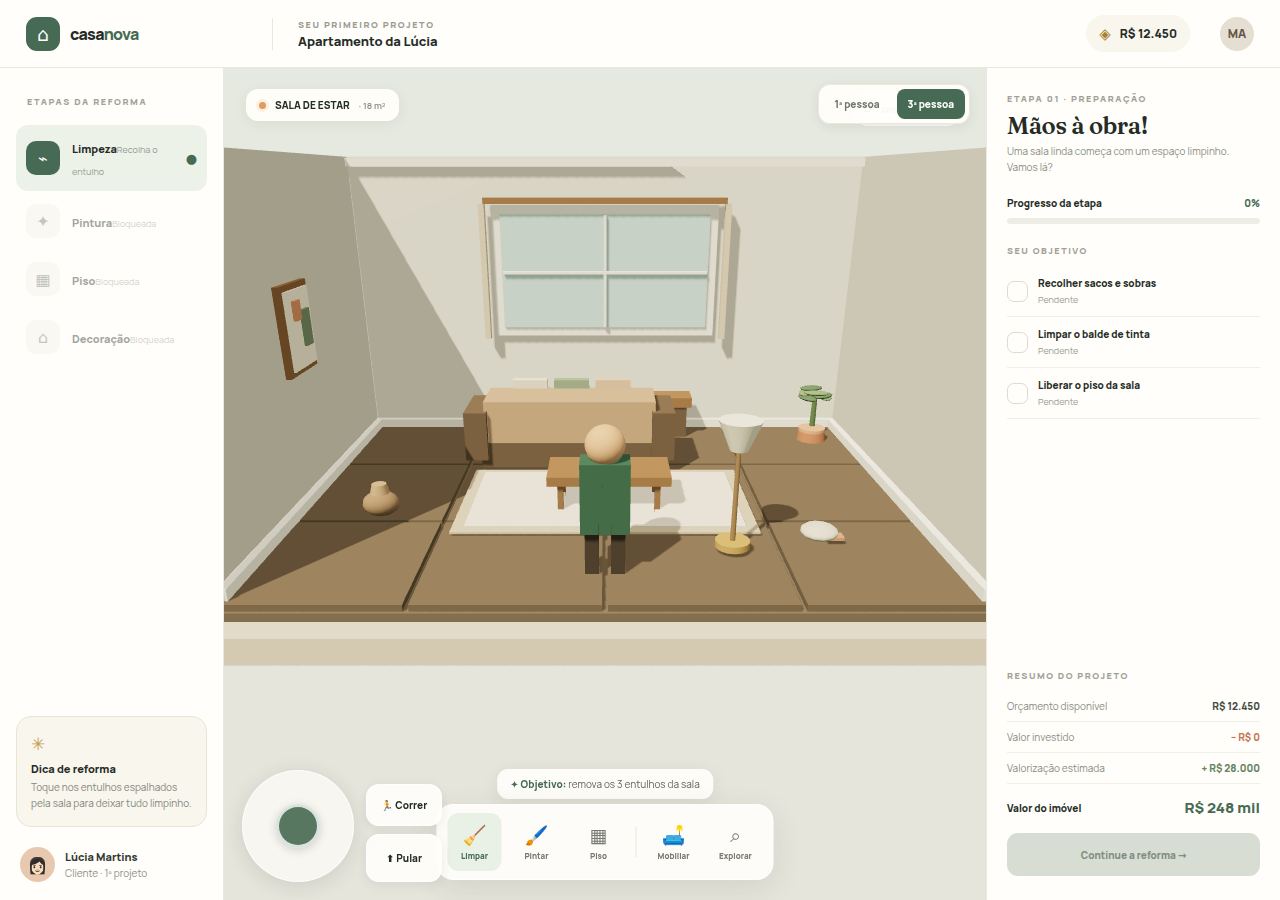 casanova
SEU PRIMEIRO PROJETO
Apartamento da Lúcia
R$ 12.450
MA
ETAPAS DA REFORMA
Limpeza Recolha o
entulho
Pintura Bloqueada
Piso Bloqueada
Decoração Bloqueada
Dica de reforma
Toque nos entulhos espalhados
pela sala para deixar tudo limpinho.
Lúcia Martins
Cliente · 1º projeto
SALA DE ESTAR · 18 m²
1ª pessoa
3ª pessoa
Objetivo: remova os 3 entulhos da sala
Correr
Pular
Limpar
Pintar
Piso
Mobiliar
Explorar
ETAPA 01 · PREPARAÇÃO
Mãos à obra!
Uma sala linda começa com um espaço limpinho.
Vamos lá?
Progresso da etapa 0%
SEU OBJETIVO
Recolher sacos e sobras
Pendente
Limpar o balde de tinta
Pendente
Liberar o piso da sala
Pendente
RESUMO DO PROJETO
Orçamento disponível R$ 12.450
Valor investido – R$ 0
Valorização estimada + R$ 28.000
Valor do imóvel R$ 248 mil
Continue a reforma →